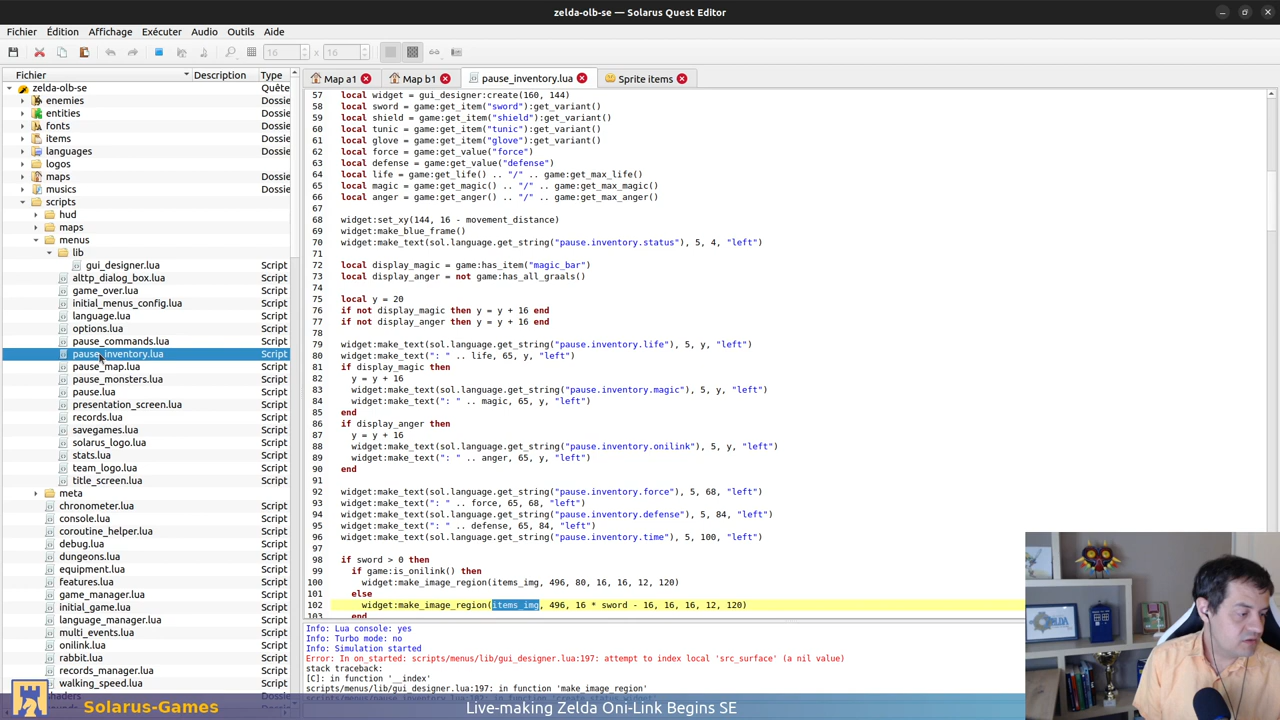 zelda-olb-se — Solarus Quest Editor
Fichier Édition Affichage Exécuter Audio Outils Aide
16 x 16
Fichier Description Type
zelda-olb-se Quête
enemies Dossie
entities Dossie
fonts Dossie
items Dossie
languages Dossie
logos Dossie
maps Dossie
musics Dossie
scripts Dossie
hud Dossie
maps Dossie
menus Dossie
lib Dossie
gui_designer.lua Script
alttp_dialog_box.lua Script
game_over.lua Script
initial_menus_config.lua Script
language.lua Script
options.lua Script
pause_commands.lua Script
pause_inventory.lua Script
pause_map.lua Script
pause_monsters.lua Script
pause.lua Script
presentation_screen.lua Script
records.lua Script
savegames.lua Script
solarus_logo.lua Script
stats.lua Script
team_logo.lua Script
title_screen.lua Script
meta Dossie
chronometer.lua Script
console.lua Script
coroutine_helper.lua Script
debug.lua Script
dungeons.lua Script
equipment.lua Script
features.lua Script
game_manager.lua Script
initial_game.lua Script
language_manager.lua Script
multi_events.lua Script
onilink.lua Script
rabbit.lua Script
records_manager.lua Script
walking_speed.lua Script
Map a1 Map b1 pause_inventory.lua Sprite items
57 local widget = gui_designer:create(160, 144)
58 local sword = game:get_item("sword"):get_variant()
59 local shield = game:get_item("shield"):get_variant()
60 local tunic = game:get_item("tunic"):get_variant()
61 local glove = game:get_item("glove"):get_variant()
62 local force = game:get_value("force")
63 local defense = game:get_value("defense")
64 local life = game:get_life() .. "/" .. game:get_max_life()
65 local magic = game:get_magic() .. "/" .. game:get_max_magic()
66 local anger = game:get_anger() .. "/" .. game:get_max_anger()
67
68 widget:set_xy(144, 16 - movement_distance)
69 widget:make_blue_frame()
70 widget:make_text(sol.language.get_string("pause.inventory.status"), 5, 4, "left")
71
72 local display_magic = game:has_item("magic_bar")
73 local display_anger = not game:has_all_graals()
74
75 local y = 20
76 if not display_magic then y = y + 16 end
77 if not display_anger then y = y + 16 end
78
79 widget:make_text(sol.language.get_string("pause.inventory.life"), 5, y, "left")
80 widget:make_text(": " .. life, 65, y, "left")
81 if display_magic then
82 y = y + 16
83 widget:make_text(sol.language.get_string("pause.inventory.magic"), 5, y, "left")
84 widget:make_text(": " .. magic, 65, y, "left")
85 end
86 if display_anger then
87 y = y + 16
88 widget:make_text(sol.language.get_string("pause.inventory.onilink"), 5, y, "left")
89 widget:make_text(": " .. anger, 65, y, "left")
90 end
91
92 widget:make_text(sol.language.get_string("pause.inventory.force"), 5, 68, "left")
93 widget:make_text(": " .. force, 65, 68, "left")
94 widget:make_text(sol.language.get_string("pause.inventory.defense"), 5, 84, "left")
95 widget:make_text(": " .. defense, 65, 84, "left")
96 widget:make_text(sol.language.get_string("pause.inventory.time"), 5, 100, "left")
97
98 if sword > 0 then
99 if game:is_onilink() then
100 widget:make_image_region(items_img, 496, 80, 16, 16, 12, 120)
101 else
102 widget:make_image_region(items_img, 496, 16 * sword - 16, 16, 16, 12, 120)
103 end
Info: Lua console: yes
Info: Turbo mode: no
Info: Simulation started
Error: In on_started: scripts/menus/lib/gui_designer.lua:197: attempt to index local 'src_surface' (a nil value)
stack traceback:
[C]: in function '__index'
scripts/menus/lib/gui_designer.lua:197: in function 'make_image_region'
Solarus-Games
Live-making Zelda Oni-Link Begins SE